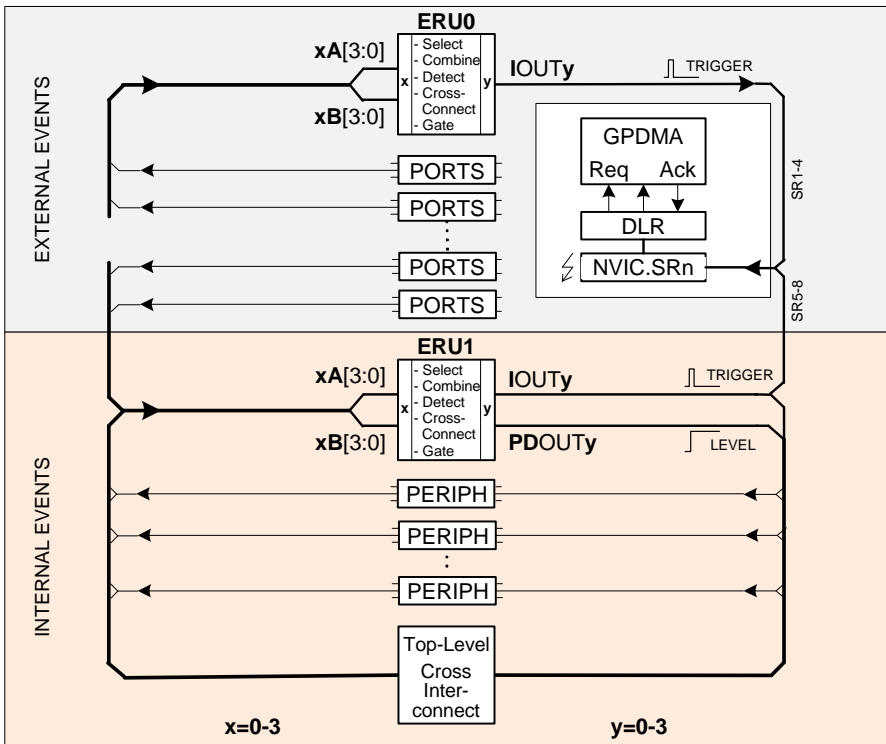 ERU0
xA[3:0]
xB[3:0]
x
- Select
- Combine
- Detect
- Cross-
Connect
- Gate
y
IOUTy
TRIGGER
EXTERNAL EVENTS
PORTS
PORTS
PORTS
PORTS
GPDMA
Req Ack
DLR
NVIC.SRn
SR1-4
SR5-8
ERU1
xA[3:0]
xB[3:0]
x
- Select
- Combine
- Detect
- Cross-
Connect
- Gate
y
IOUTy
TRIGGER
PDOUTy
LEVEL
INTERNAL EVENTS
PERIPH
PERIPH
PERIPH
Top-Level
Cross
Inter-
connect
x=0-3
y=0-3